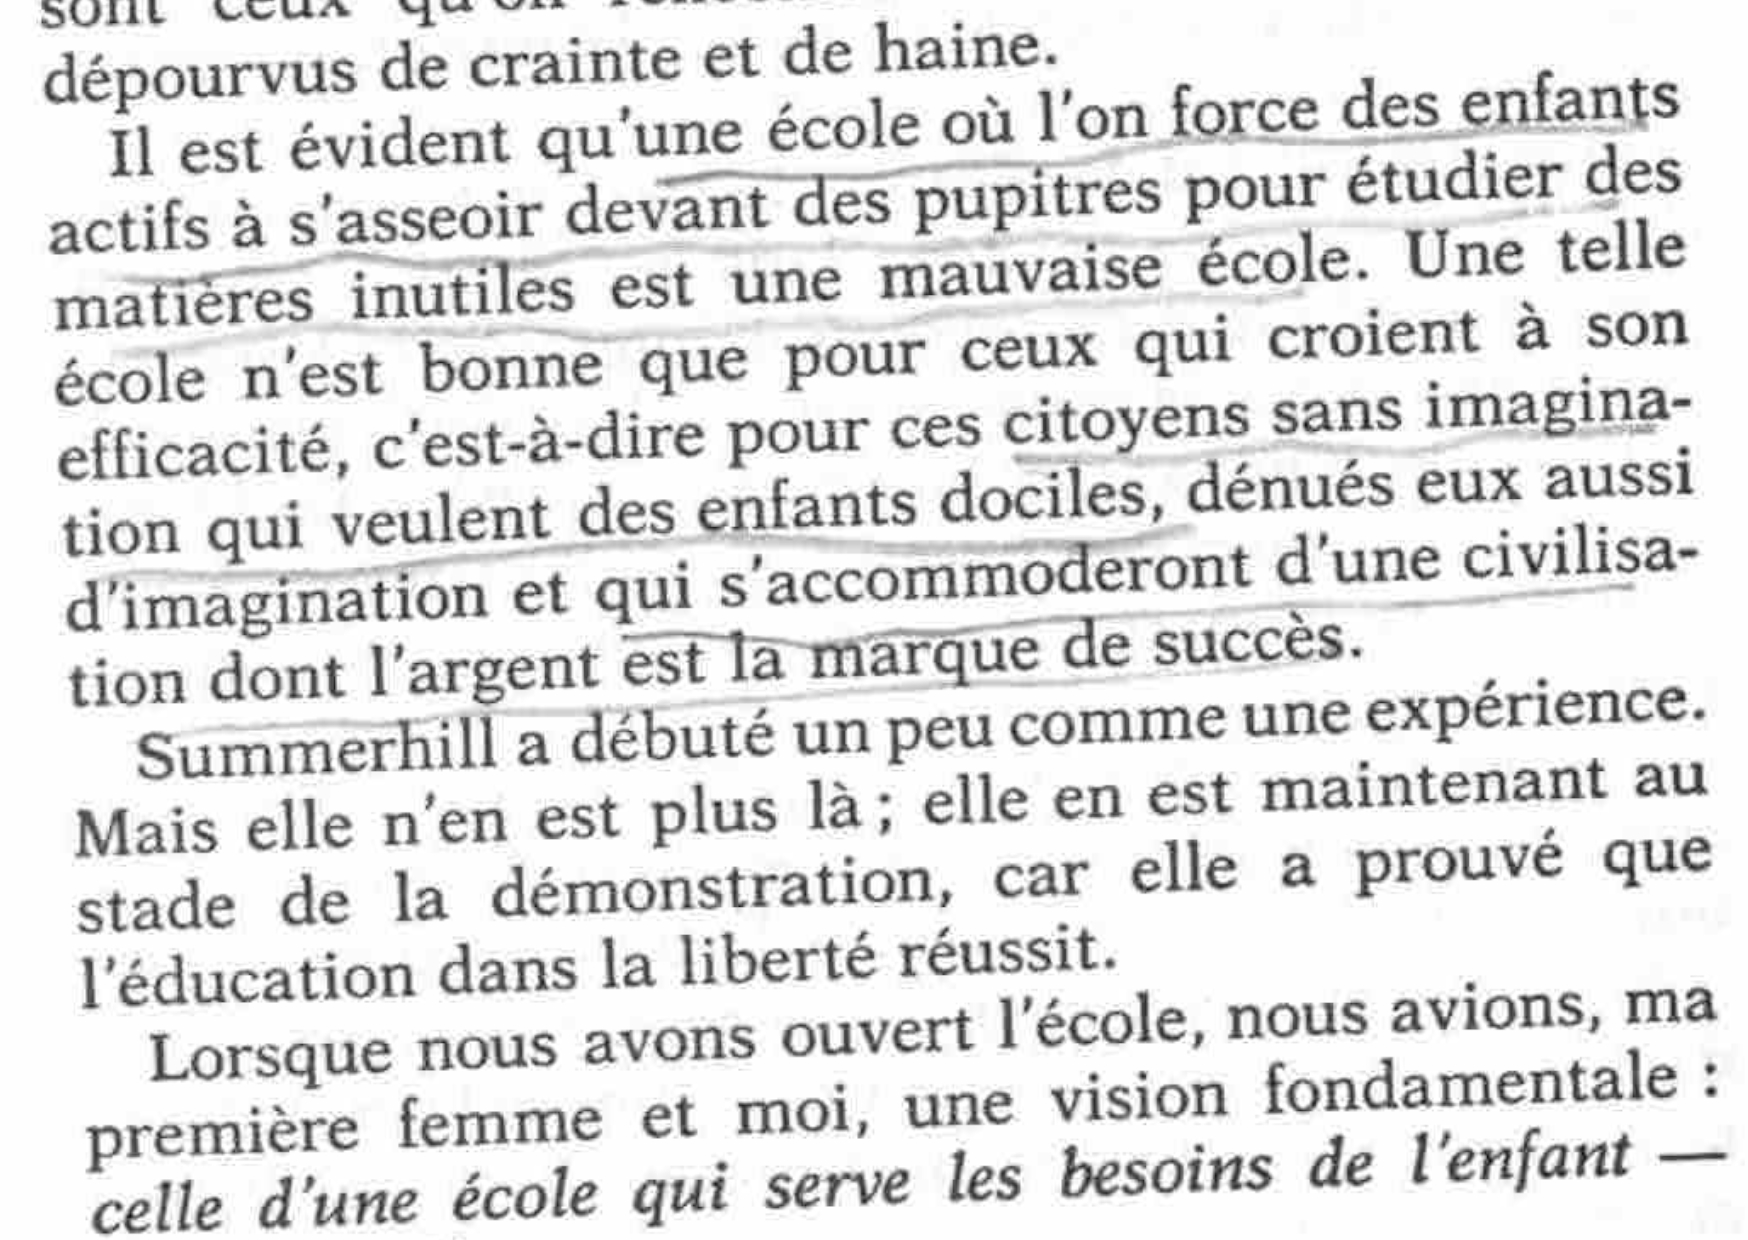 sont ceux qu'on
dépourvus de crainte et de haine.
Il est évident qu'une école où l'on force des enfants
actifs à s'asseoir devant des pupitres pour étudier des
matières inutiles est une mauvaise école. Une telle
école n'est bonne que pour ceux qui croient à son
efficacité, c'est-à-dire pour ces citoyens sans imagina-
tion qui veulent des enfants dociles, dénués eux aussi
d'imagination et qui s'accommoderont d'une civilisa-
tion dont l'argent est la marque de succès.
Summerhill a débuté un peu comme une expérience.
Mais elle n'en est plus là ; elle en est maintenant au
stade de la démonstration, car elle a prouvé que
l'éducation dans la liberté réussit.
Lorsque nous avons ouvert l'école, nous avions, ma
première femme et moi, une vision fondamentale :
celle d'une école qui serve les besoins de l'enfant —